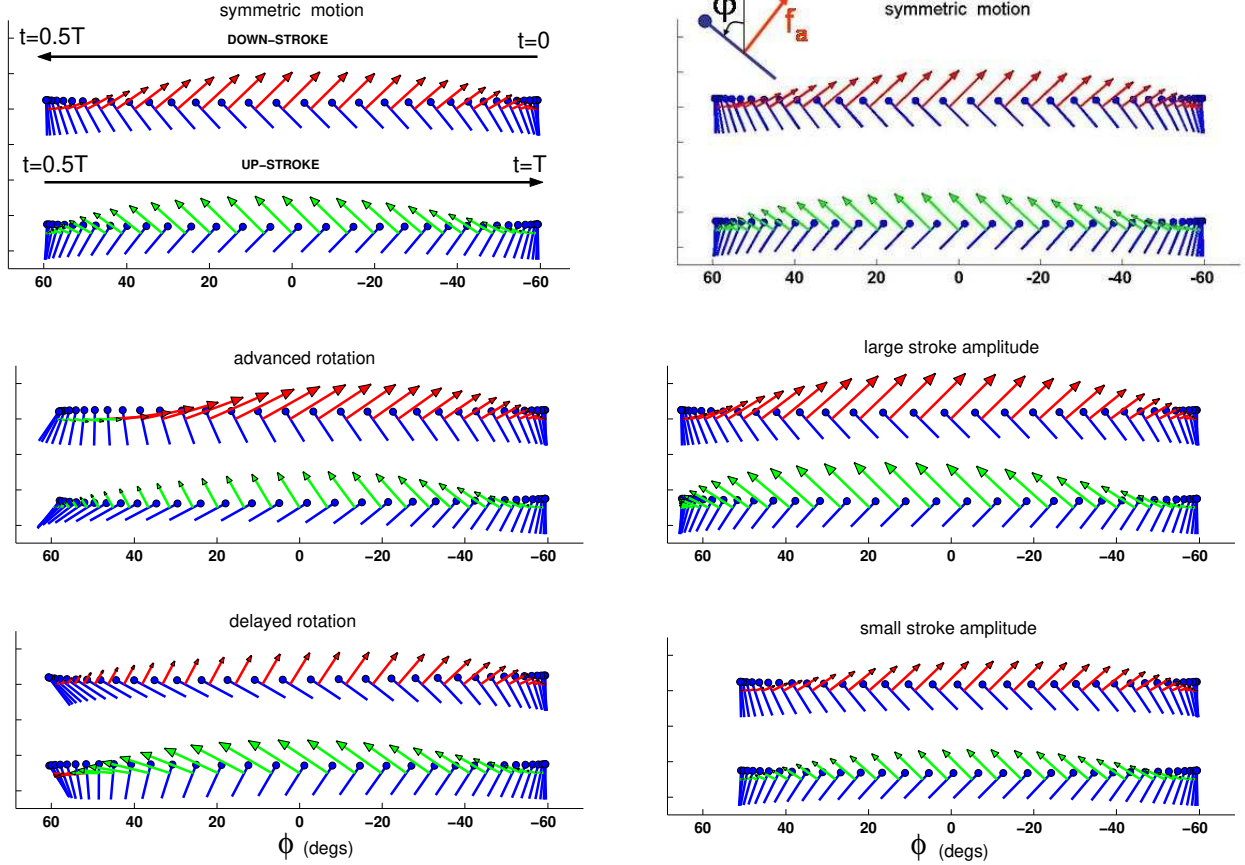 symmetric motion
t=0.5T DOWN−STROKE t=0
t=0.5T UP−STROKE t=T
60 40 20 0 −20 −40 −60
φ f_a
symmetric motion
60 40 20 0 −20 −40 −60
advanced rotation
60 40 20 0 −20 −40 −60
large stroke amplitude
60 40 20 0 −20 −40 −60
delayed rotation
60 40 20 0 −20 −40 −60
ϕ (degs)
small stroke amplitude
60 40 20 0 −20 −40 −60
ϕ (degs)